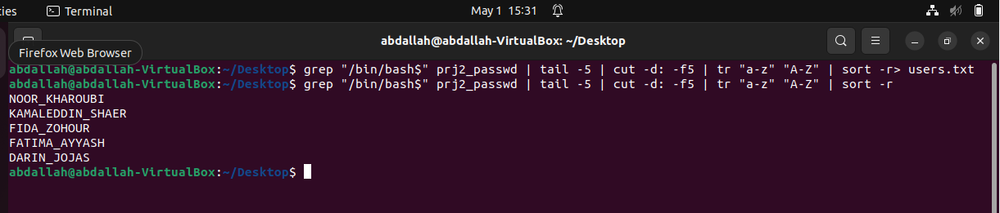 ties Terminal May 1 15:31
abdallah@abdallah-VirtualBox: ~/Desktop
Firefox Web Browser
abdallah@abdallah-VirtualBox:~/Desktop$ grep "/bin/bash$" prj2_passwd | tail -5 | cut -d: -f5 | tr "a-z" "A-Z" | sort -r> users.txt
abdallah@abdallah-VirtualBox:~/Desktop$ grep "/bin/bash$" prj2_passwd | tail -5 | cut -d: -f5 | tr "a-z" "A-Z" | sort -r
NOOR_KHAROUBI
KAMALEDDIN_SHAER
FIDA_ZOHOUR
FATIMA_AYYASH
DARIN_JOJAS
abdallah@abdallah-VirtualBox:~/Desktop$